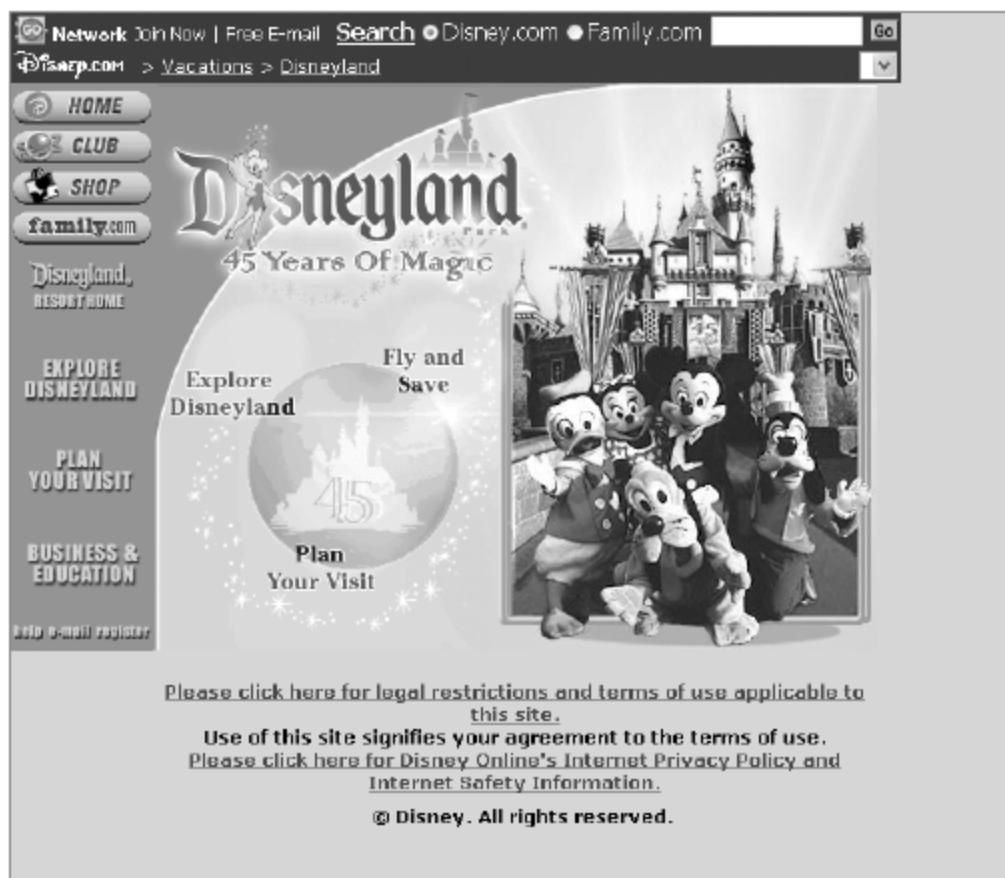 GO Network Join Now | Free E-mail Search Disney.com Family.com Go
Disney.com > Vacations > Disneyland
HOME
CLUB
SHOP
family.com
Disneyland.
RESORT HOME
EXPLORE
DISNEYLAND
PLAN
YOUR VISIT
BUSINESS &
EDUCATION
help e-mail register
Disneyland
Park
45 Years Of Magic
Explore
Disneyland
Fly and
Save
45
Plan
Your Visit
45
Please click here for legal restrictions and terms of use applicable to
this site.
Use of this site signifies your agreement to the terms of use.
Please click here for Disney Online's Internet Privacy Policy and
Internet Safety Information.
© Disney. All rights reserved.